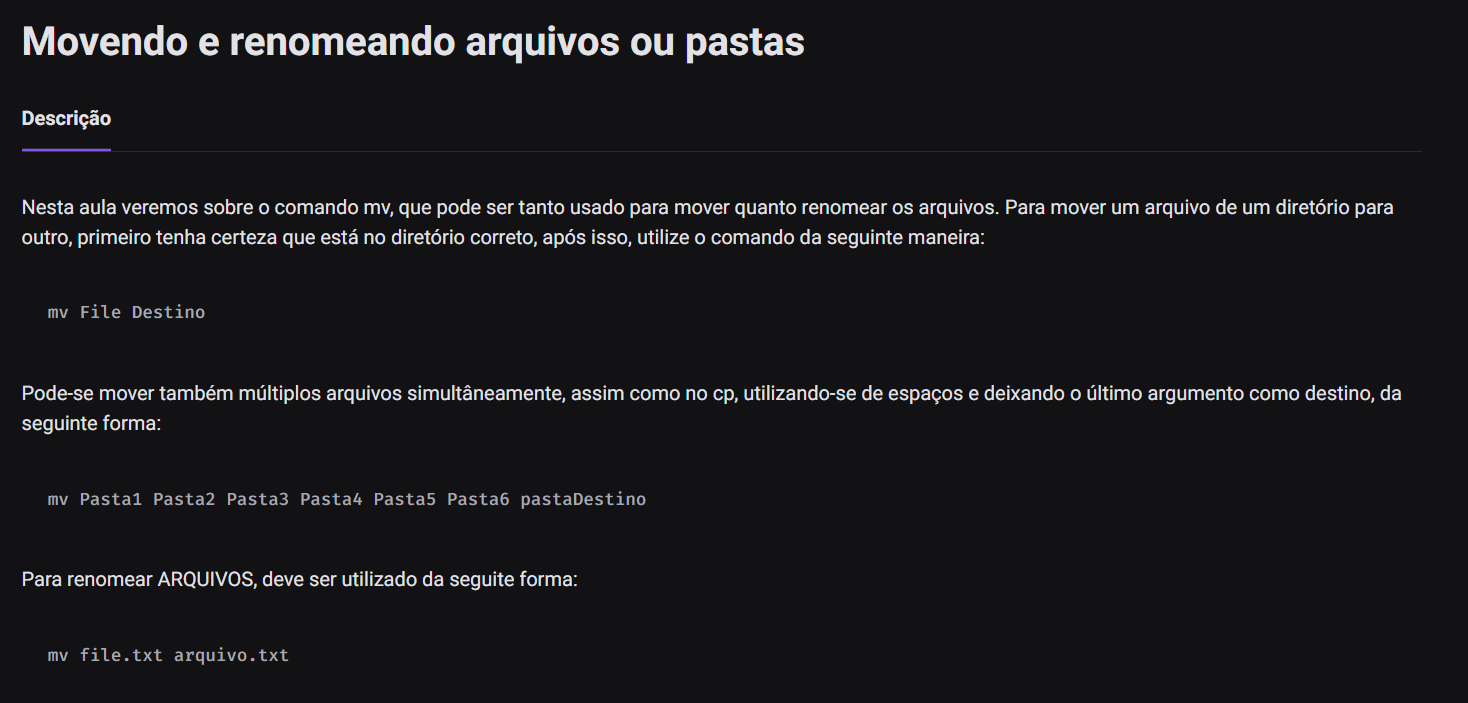 Movendo e renomeando arquivos ou pastas
Descrição
Nesta aula veremos sobre o comando mv, que pode ser tanto usado para mover quanto renomear os arquivos. Para mover um arquivo de um diretório para
outro, primeiro tenha certeza que está no diretório correto, após isso, utilize o comando da seguinte maneira:
mv File Destino
Pode-se mover também múltiplos arquivos simultâneamente, assim como no cp, utilizando-se de espaços e deixando o último argumento como destino, da
seguinte forma:
mv Pasta1 Pasta2 Pasta3 Pasta4 Pasta5 Pasta6 pastaDestino
Para renomear ARQUIVOS, deve ser utilizado da seguite forma:
mv file.txt arquivo.txt